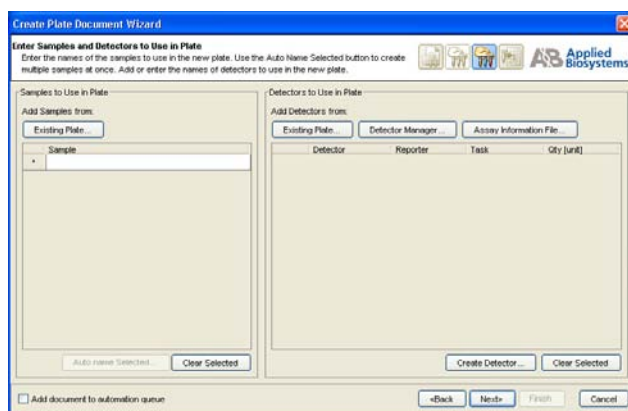 Create Plate Document Wizard
Enter Samples and Detectors to Use in Plate
Enter the names of the samples to use in the new plate. Use the Auto Name Selected button to create
multiple samples at once. Add or enter the names of detectors to use in the new plate.
AB Applied
Biosystems
Samples to Use in Plate
Add Samples from:
Existing Plate...
Sample
*
Auto name Selected...
Clear Selected
Detectors to Use in Plate
Add Detectors from:
Existing Plate...
Detector Manager...
Assay Information File...
Detector Reporter Task Qty [unit]
Create Detector...
Clear Selected
Add document to automation queue
<Back
Next>
Finish
Cancel